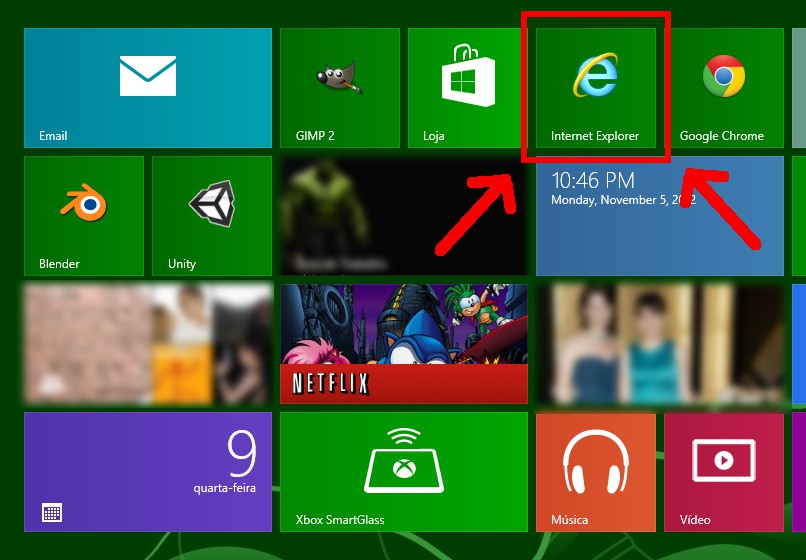 Email
GIMP 2
Loja
Internet Explorer
Google Chrome
Blender
Unity
10:46 PM
Monday, November 5, 2
NETFLIX
9
quarta-feira
Xbox SmartGlass
Música
Vídeo